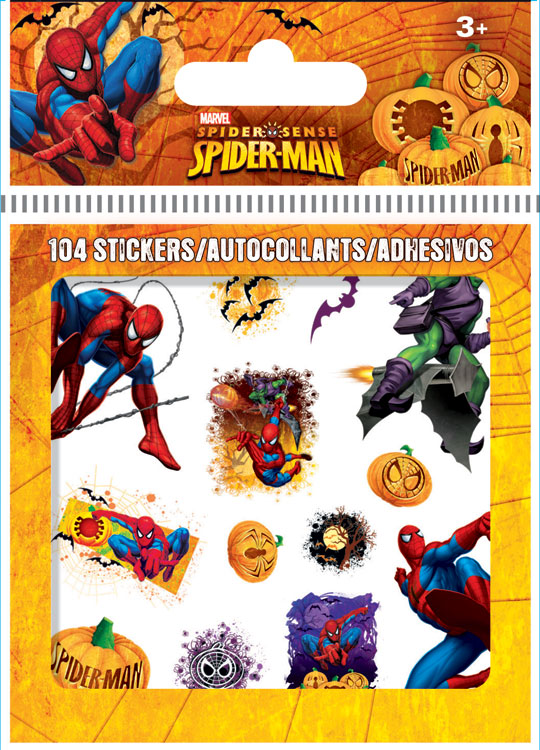 3+
MARVEL
SPIDER SENSE
SPIDER-MAN
SPIDER-MAN
104 STICKERS/AUTOCOLLANTS/ADHESIVOS
SPIDER-MAN